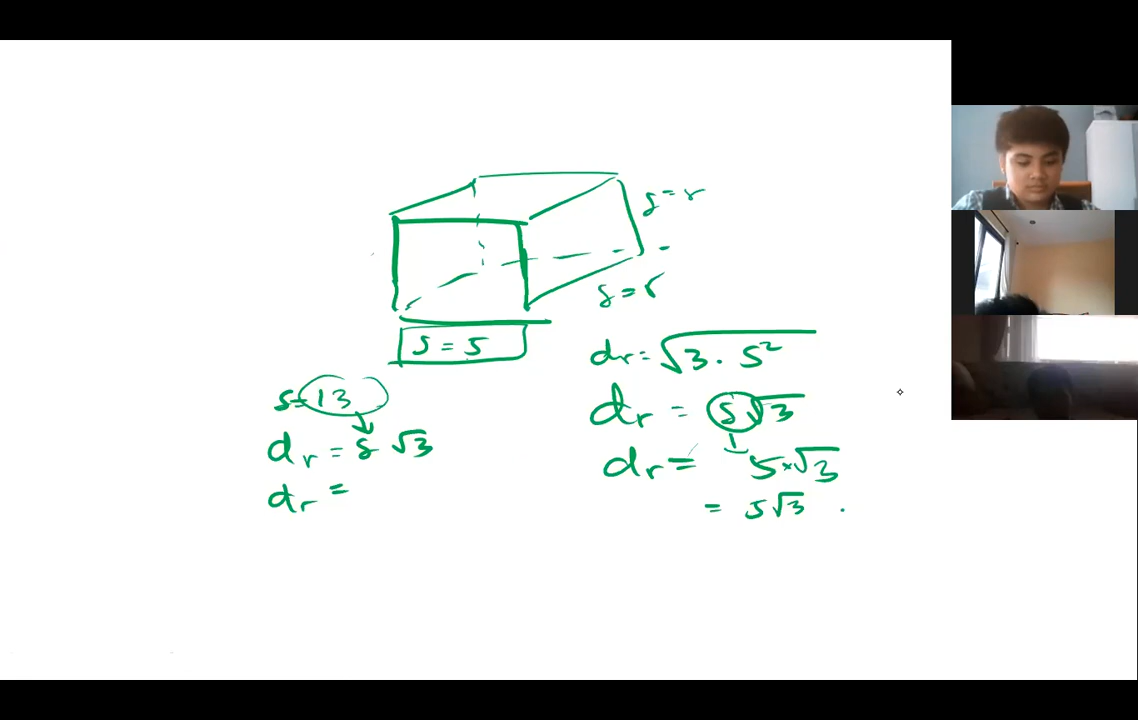 s = r
s = r
s = 5
dr = √3 . s²
s = 13
dr = s√3
dr = s √3
dr = 5×√3
dr =
= 5√3 .